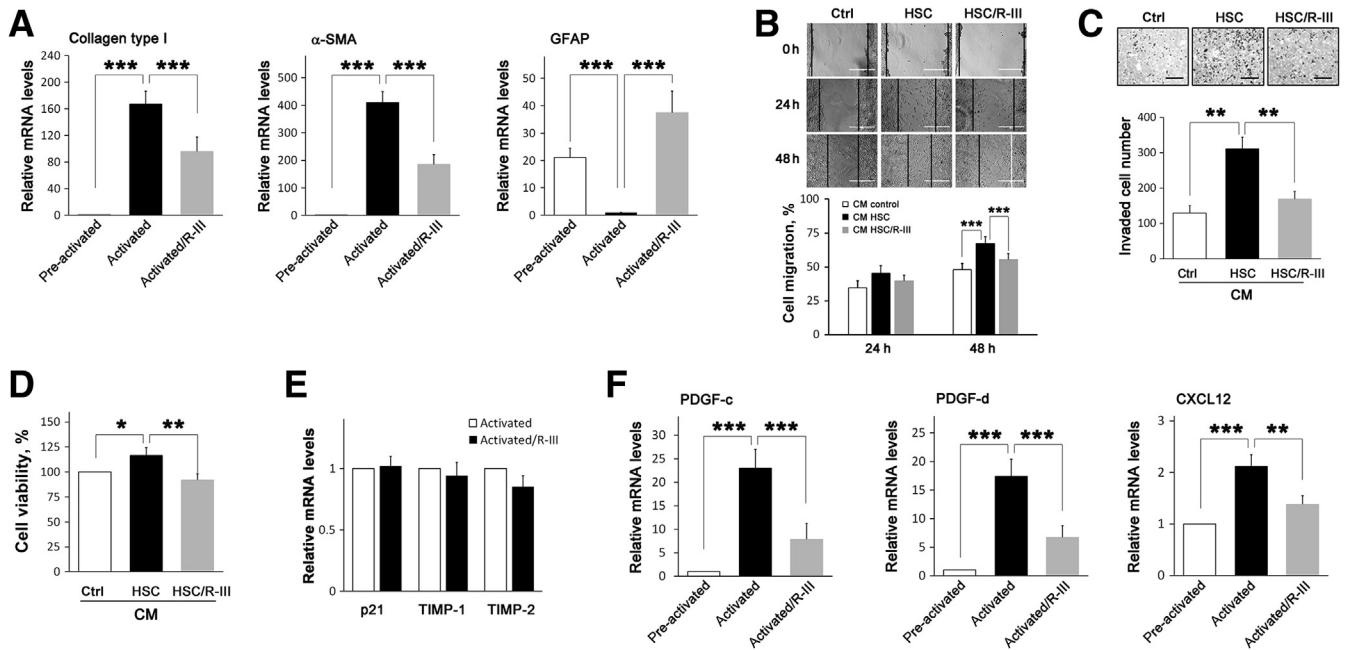 A
Collagen type I
Relative mRNA levels
240
200
160
120
80
40
0
***
***
Pre-activated
Activated
Activated/R-III
α-SMA
Relative mRNA levels
500
400
300
200
100
0
***
***
Pre-activated
Activated
Activated/R-III
GFAP
Relative mRNA levels
50
40
30
20
10
0
***
***
Pre-activated
Activated
Activated/R-III
B
Ctrl HSC HSC/R-III
0 h
24 h
48 h
Cell migration, %
100
75
50
25
0
CM control
CM HSC
CM HSC/R-III
***
***
24 h 48 h
C
Ctrl HSC HSC/R-III
Invaded cell number
400
300
200
100
0
**
**
Ctrl HSC HSC/R-III
CM
D
Cell viability, %
150
125
100
75
50
25
0
*
**
Ctrl HSC HSC/R-III
CM
E
Relative mRNA levels
1
0.5
0
Activated
Activated/R-III
p21 TIMP-1 TIMP-2
F
PDGF-c
Relative mRNA levels
35
30
25
20
15
10
5
0
***
***
Pre-activated
Activated
Activated/R-III
PDGF-d
Relative mRNA levels
25
20
15
10
5
0
***
***
Pre-activated
Activated
Activated/R-III
CXCL12
Relative mRNA levels
3
2
1
0
***
**
Pre-activated
Activated
Activated/R-III